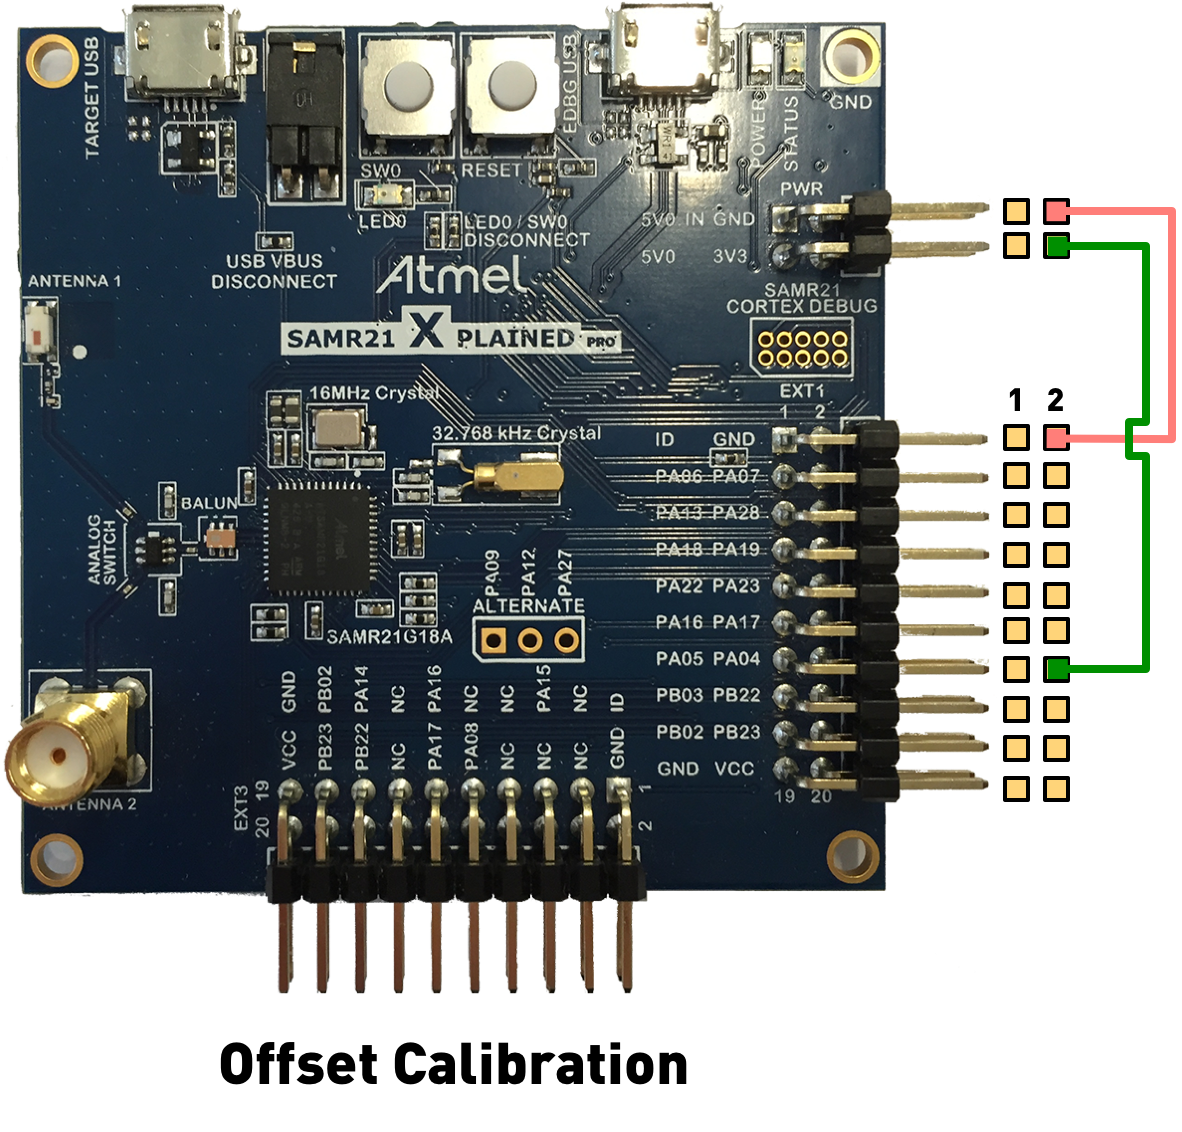 TARGET USB
EDBG USB
POWER
STATUS
GND
SW0
RESET
LED0
LED0 / SW0
DISCONNECT
USB VBUS
DISCONNECT
PWR
5V0 IN GND
5V0 3V3
ANTENNA 1
Atmel
SAMR21 X PLAINED PRO
SAMR21
CORTEX DEBUG
EXT1
1 2
1 2
16MHz Crystal
32.768 kHz Crystal
ID GND
PA06 PA07
PA13 PA28
PA18 PA19
PA22 PA23
PA16 PA17
PA05 PA04
PB03 PB22
PB02 PB23
GND VCC
19 20
BALUN
ANALOG
SWITCH
PA09
PA12
PA27
ALTERNATE
SAMR21G18A
ANTENNA 2
GND PB02 PA14 NC PA16 NC NC PA15 NC ID
VCC PB23 PB22 NC PA17 PA08 NC NC NC GND
EXT3
19 1
20 2
Offset Calibration